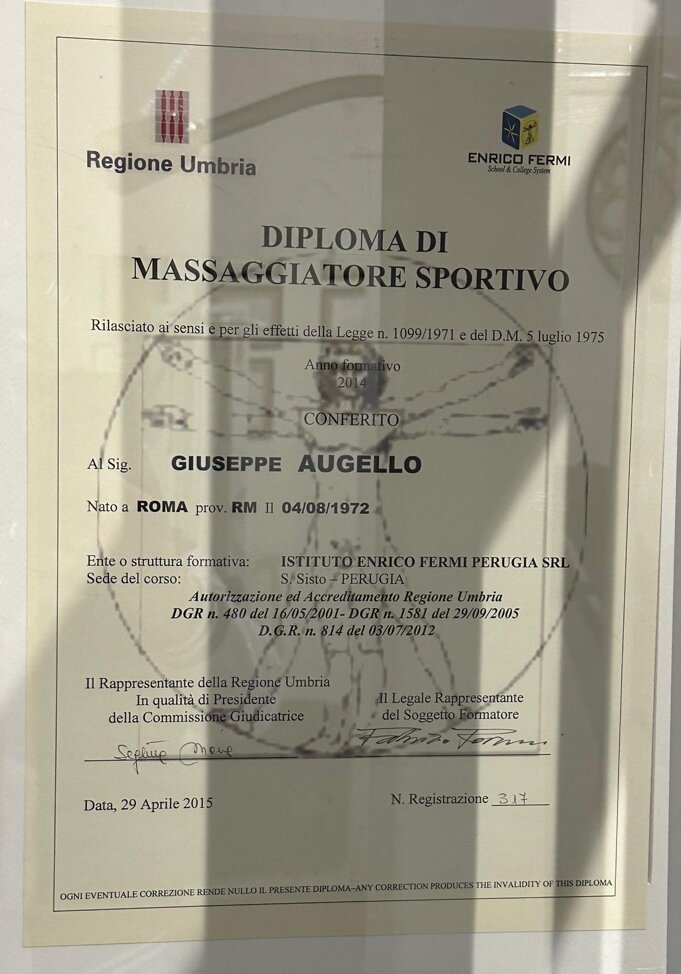 Regione Umbria
ENRICO FERMI
School & College System
DIPLOMA DI
MASSAGGIATORE SPORTIVO
Rilasciato ai sensi e per gli effetti della Legge n. 1099/1971 e del D.M. 5 luglio 1975
Anno formativo
2014
CONFERITO
Al Sig. GIUSEPPE AUGELLO
Nato a ROMA prov. RM Il 04/08/1972
Ente o struttura formativa: ISTITUTO ENRICO FERMI PERUGIA SRL
Sede del corso: S. Sisto – PERUGIA
Autorizzazione ed Accreditamento Regione Umbria
DGR n. 480 del 16/05/2001- DGR n. 1581 del 29/09/2005
D.G.R. n. 814 del 03/07/2012
Il Rappresentante della Regione Umbria
In qualità di Presidente
della Commissione Giudicatrice
Il Legale Rappresentante
del Soggetto Formatore
Data, 29 Aprile 2015
N. Registrazione 317
OGNI EVENTUALE CORREZIONE RENDE NULLO IL PRESENTE DIPLOMA–ANY CORRECTION PRODUCES THE INVALIDITY OF THIS DIPLOMA